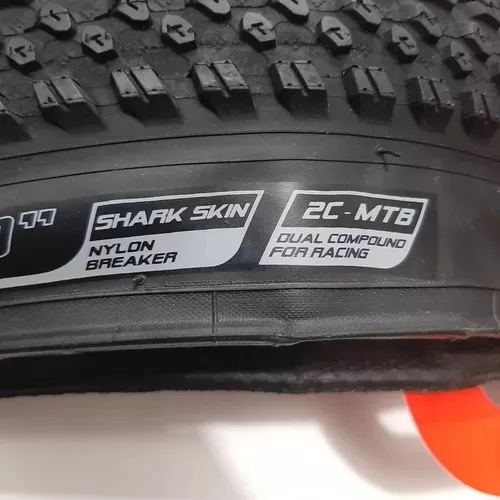 SHARK SKIN
NYLON
BREAKER
2C-MTB
DUAL COMPOUND
FOR RACING